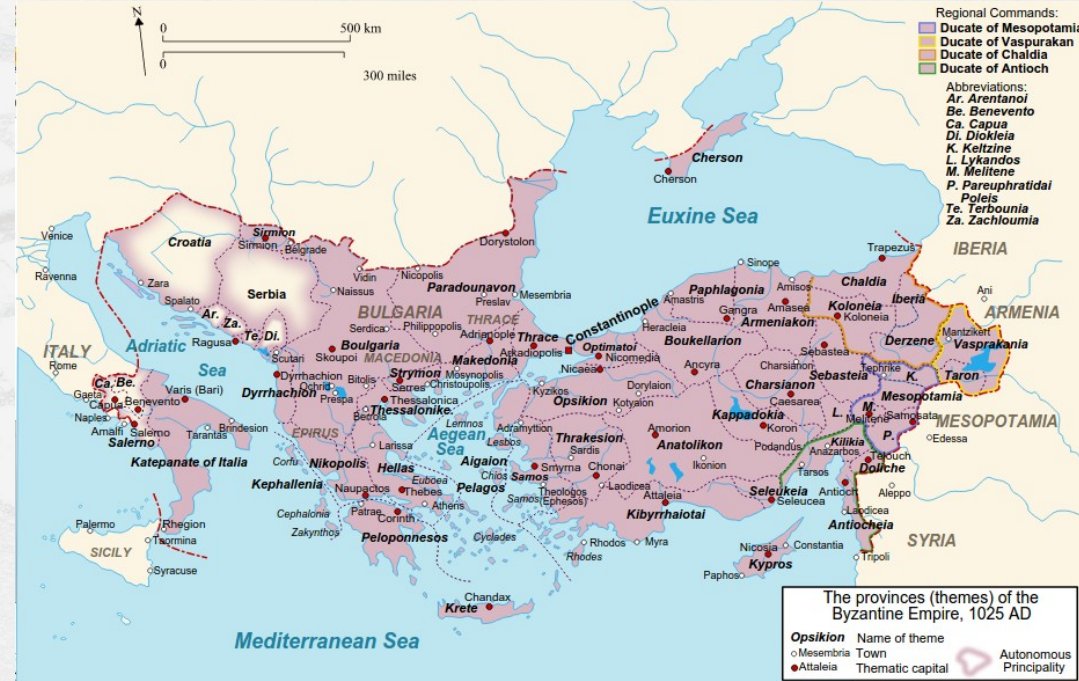 N
0
500 km
0
300 miles
Regional Commands:
Ducate of Mesopotamia
Ducate of Vaspurakan
Ducate of Chaldia
Ducate of Antioch
Abbreviations:
Ar. Arentanoi
Be. Benevento
Ca. Capua
Di. Diokleia
K. Keltzine
L. Lykandos
M. Melitene
P. Pareuphratidai
Poleis
Te. Terbounia
Za. Zachloumia
Cherson
Cherson
Euxine Sea
Venice
Ravenna
Croatia
Sirmion
Sirmion
Belgrade
Zara
Spalato
Serbia
Ar.
Za.
Te.
Di.
Ragusa
Scutari
Vidin
Nicopolis
Naissus
Dorystolon
Paradounavon
Preslav
Mesembria
BULGARIA
THRACE
Serdica
Philippopolis
Boulgaria
Skoupoi
MACEDONIA
Adrianople
Thrace
Arkadiopolis
Constantinople
Makedonia
Mosynopolis
Strymon
Serres
Christoupolis
Dyrrhachion
Dyrrhachion
Ochrid
Bitolis
Prespa
Thessalonica
Thessalonike.
Berroia
EPIRUS
Larissa
Corfu
Nikopolis
Hellas
Kephallenia
Naupactos
Euboea
Thebes
Cephalonia
Patrae
Corinth
Athens
Zakynthos
Peloponnesos
Cyclades
Aegean
Sea
Lemnos
Lesbos
Aigaion
Pelagos
Chios
Samos
Samos
Chandax
Krete
Mediterranean Sea
ITALY
Rome
Adriatic
Sea
Ca.
Be.
Gaeta
Capua
Benevento
Naples
Amalfi
Salerno
Salerno
Varis (Bari)
Brindesion
Tarantas
Katepanate of Italia
Palermo
Rhegion
Taormina
SICILY
Syracuse
Sinope
Amastris
Paphlagonia
Amisos
Gangra
Amasea
Armeniakon
Heracleia
Boukellarion
Optimatoi
Nicomedia
Nicaea
Kyzikos
Opsikion
Dorylaion
Kotyaion
Ancyra
Adramyttion
Thrakesion
Sardis
Smyrna
Chonai
Theologos
(Ephesos)
Laodicea
Amorion
Anatolikon
Ikonion
Attaleia
Kibyrrhaiotai
Rhodos
Myra
Rhodes
Trapezus
Chaldia
Koloneia
Koloneia
Iberia
IBERIA
Ani
ARMENIA
Mantzikert
Vasprakania
Derzene
Taron
Sebasteia
Sebasteia
Charsianon
Charsianon
Tephrike
K.
Caesarea
Kappadokia
Koron
Podandus
L.
M.
Melitene
Mesopotamia
Samosata
MESOPOTAMIA
P.
Edessa
Kilikia
Anazarbos
Telouch
Doliche
Tarsos
Seleukeia
Seleucea
Antioch
Aleppo
Laodicea
Antiocheia
SYRIA
Tripoli
Nicosia
Constantia
Kypros
Paphos
The provinces (themes) of the
Byzantine Empire, 1025 AD
Opsikion Name of theme
Mesembria Town
Attaleia Thematic capital
Autonomous
Principality